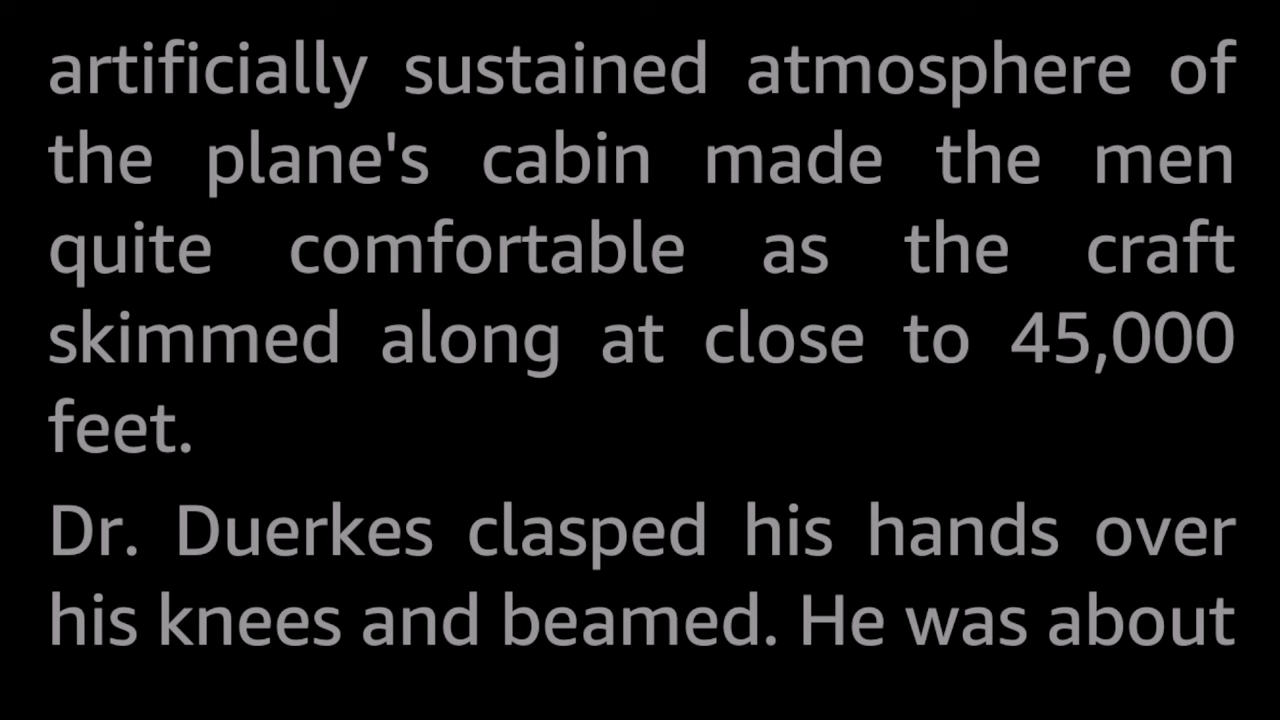 artificially sustained atmosphere of
the plane's cabin made the men
quite comfortable as the craft
skimmed along at close to 45,000
feet.
Dr. Duerkes clasped his hands over
his knees and beamed. He was about